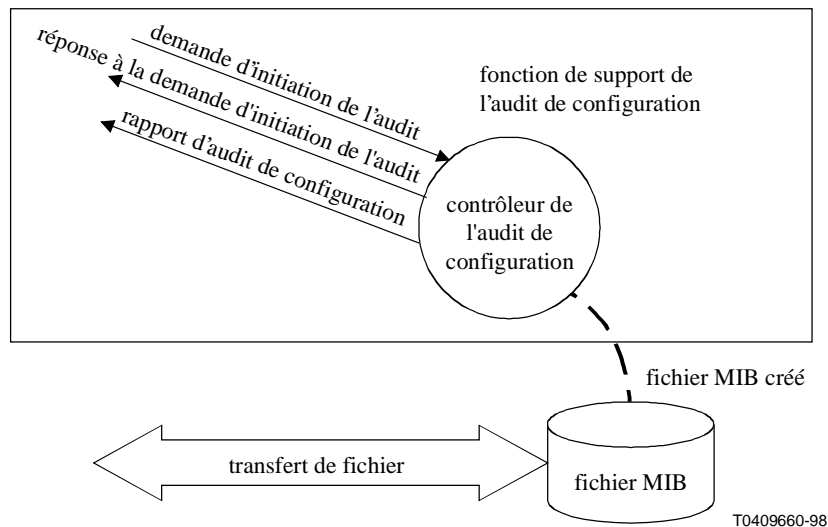 demande d’initiation de l’audit
réponse à la demande d'initiation de l'audit
rapport d’audit de configuration
fonction de support de
l’audit de configuration
contrôleur de
l'audit de
configuration
fichier MIB créé
transfert de fichier
fichier MIB
T0409660-98